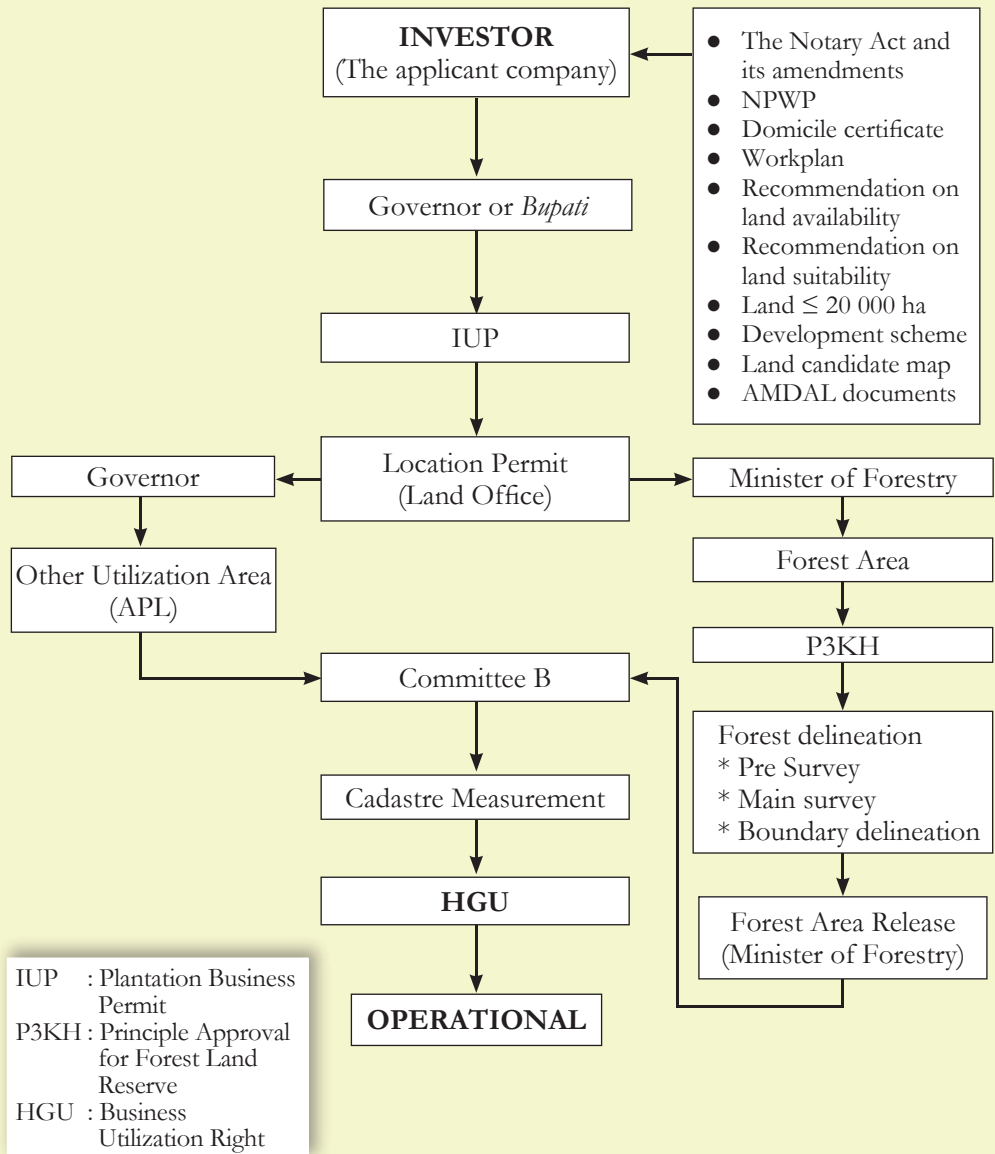 INVESTOR
(The applicant company)
● The Notary Act and
its amendments
● NPWP
● Domicile certificate
● Workplan
● Recommendation on
land availability
● Recommendation on
land suitability
● Land ≤ 20 000 ha
● Development scheme
● Land candidate map
● AMDAL documents
Governor or Bupati
IUP
Location Permit
(Land Office)
Governor
Other Utilization Area
(APL)
Minister of Forestry
Forest Area
P3KH
Forest delineation
* Pre Survey
* Main survey
* Boundary delineation
Forest Area Release
(Minister of Forestry)
Committee B
Cadastre Measurement
HGU
OPERATIONAL
IUP : Plantation Business
Permit
P3KH : Principle Approval
for Forest Land
Reserve
HGU : Business
Utilization Right